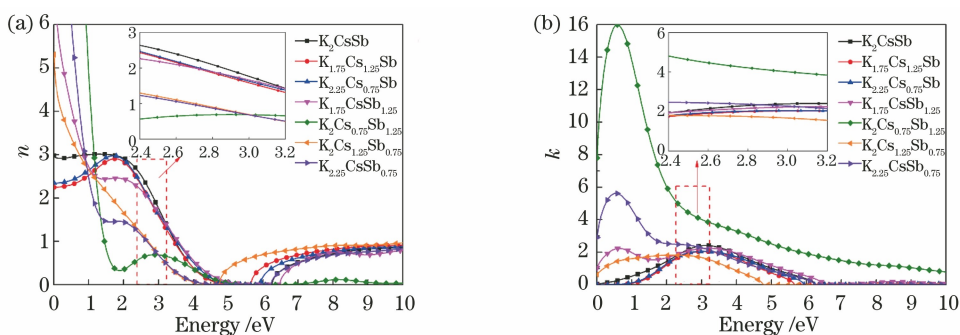 (a)
6
5
4
3
2
1
0
n
0 1 2 3 4 5 6 7 8 9 10
Energy /eV
3
2
1
0
2.4 2.6 2.8 3.0 3.2
K₂CsSb
K₁.₇₅Cs₁.₂₅Sb
K₂.₂₅Cs₀.₇₅Sb
K₁.₇₅CsSb₁.₂₅
K₂Cs₀.₇₅Sb₁.₂₅
K₂Cs₁.₂₅Sb₀.₇₅
K₂.₂₅CsSb₀.₇₅
(b)
16
14
12
10
8
6
4
2
0
k
0 1 2 3 4 5 6 7 8 9 10
Energy /eV
6
4
2
0
2.4 2.6 2.8 3.0 3.2
K₂CsSb
K₁.₇₅Cs₁.₂₅Sb
K₂.₂₅Cs₀.₇₅Sb
K₁.₇₅CsSb₁.₂₅
K₂Cs₀.₇₅Sb₁.₂₅
K₂Cs₁.₂₅Sb₀.₇₅
K₂.₂₅CsSb₀.₇₅